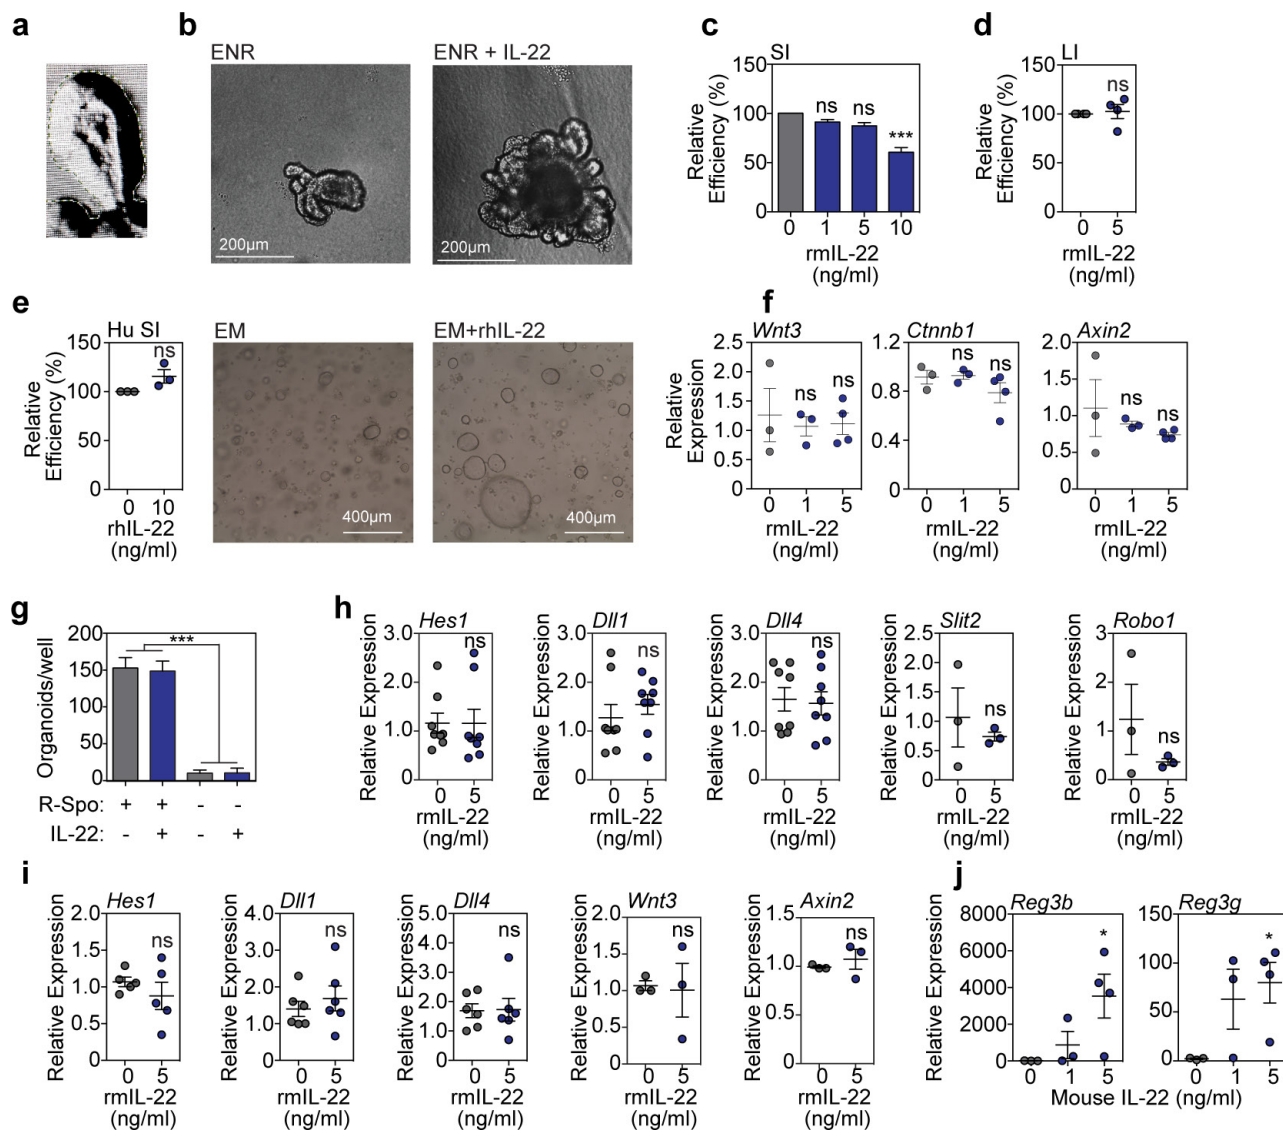 a
b
ENR
ENR + IL-22
200µm
200µm
c
SI
Relative
Efficiency (%)
150
100
50
0
ns
ns
***
0
1
5
10
rmIL-22
(ng/ml)
d
LI
Relative
Efficiency (%)
150
100
50
0
ns
0
5
rmIL-22
(ng/ml)
e
Hu SI
Relative
Efficiency (%)
150
100
50
0
ns
0
10
rhIL-22
(ng/ml)
EM
EM+rhIL-22
400µm
400µm
f
Wnt3
Relative
Expression
2.5
2.0
1.5
1.0
0.5
0
ns
ns
0
1
5
rmIL-22
(ng/ml)
Ctnnb1
1.2
0.8
0.4
0
ns
ns
0
1
5
rmIL-22
(ng/ml)
Axin2
2.0
1.5
1.0
0.5
0
ns
ns
0
1
5
rmIL-22
(ng/ml)
g
Organoids/well
200
150
100
50
0
***
R-Spo: + + - -
IL-22: - + - +
h
Hes1
Relative Expression
3.0
2.0
1.0
0
ns
0
5
rmIL-22
(ng/ml)
Dll1
Relative Expression
3.0
2.0
1.0
0
ns
0
5
rmIL-22
(ng/ml)
Dll4
Relative Expression
3.0
2.0
1.0
0
ns
0
5
rmIL-22
(ng/ml)
Slit2
Relative Expression
2.5
2.0
1.5
1.0
0.5
0
ns
0
5
rmIL-22
(ng/ml)
Robo1
Relative Expression
3
2
1
0
ns
0
5
rmIL-22
(ng/ml)
i
Hes1
Relative Expression
2.0
1.5
1.0
0.5
0
ns
0
5
rmIL-22
(ng/ml)
Dll1
Relative Expression
4.0
3.0
2.0
1.0
0
ns
0
5
rmIL-22
(ng/ml)
Dll4
Relative Expression
5.0
4.0
3.0
2.0
1.0
0
ns
0
5
rmIL-22
(ng/ml)
Wnt3
Relative Expression
2.0
1.5
1.0
0.5
0
ns
0
5
rmIL-22
(ng/ml)
Axin2
Relative Expression
1.5
1.0
0.5
0
ns
0
5
rmIL-22
(ng/ml)
j
Reg3b
Relative Expression
8000
6000
4000
2000
0
*
0
1
5
Reg3g
Relative Expression
150
100
50
0
*
0
1
5
Mouse IL-22 (ng/ml)